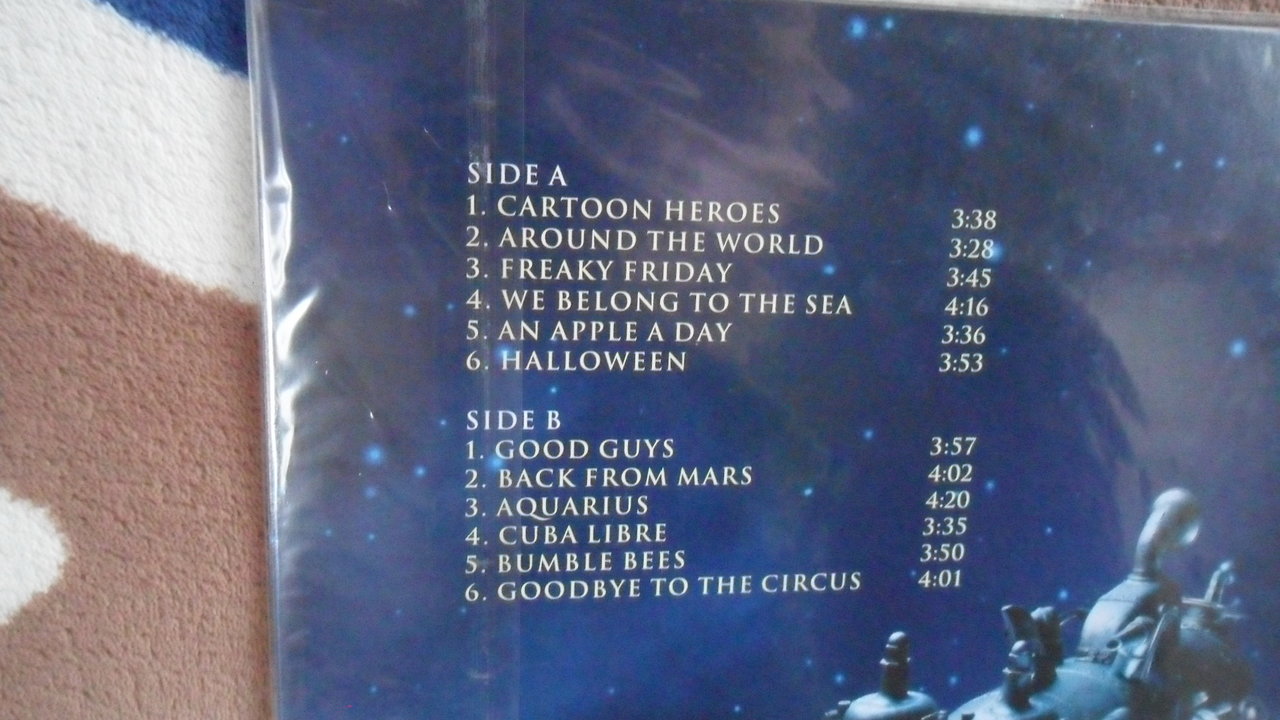 SIDE A
1. CARTOON HEROES 3:38
2. AROUND THE WORLD 3:28
3. FREAKY FRIDAY 3:45
4. WE BELONG TO THE SEA 4:16
5. AN APPLE A DAY 3:36
6. HALLOWEEN 3:53
SIDE B
1. GOOD GUYS 3:57
2. BACK FROM MARS 4:02
3. AQUARIUS 4:20
4. CUBA LIBRE 3:35
5. BUMBLE BEES 3:50
6. GOODBYE TO THE CIRCUS 4:01